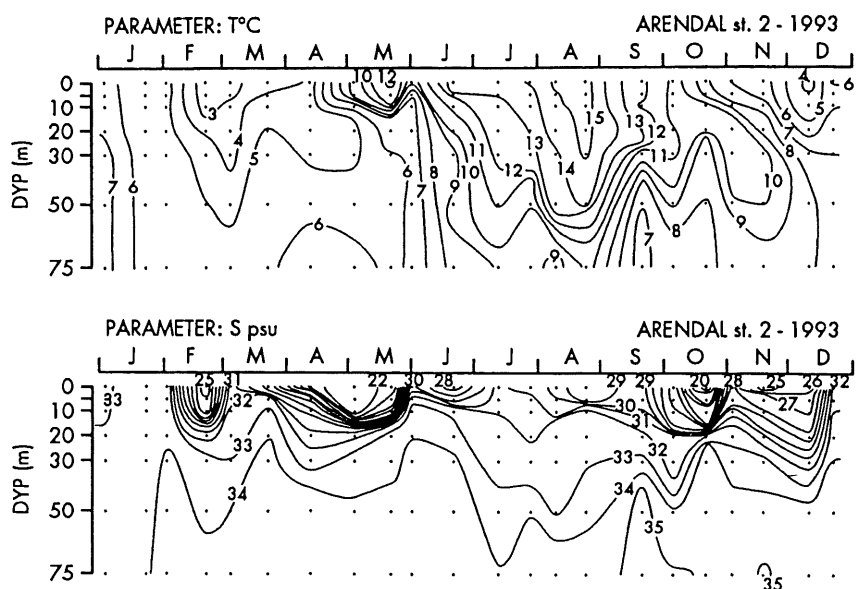 PARAMETER: T°C ARENDAL st. 2 - 1993
J F M A M J J A S O N D
10 12 4 6
0 3 15 13 5
10 4 13 12 6
20 5 11 7
30 6 8 11 12 14 11 8
DYP (m) 7 6 7 10 10
50 9 9
6 7 8
75 9
PARAMETER: S psu ARENDAL st. 2 - 1993
J F M A M J J A S O N D
25 31 22 30 28 29 29 20 28 25 26 32
0 33 32 30 27
10 31
20 33 32
30 34 33
DYP (m) 34
50 35
75 35